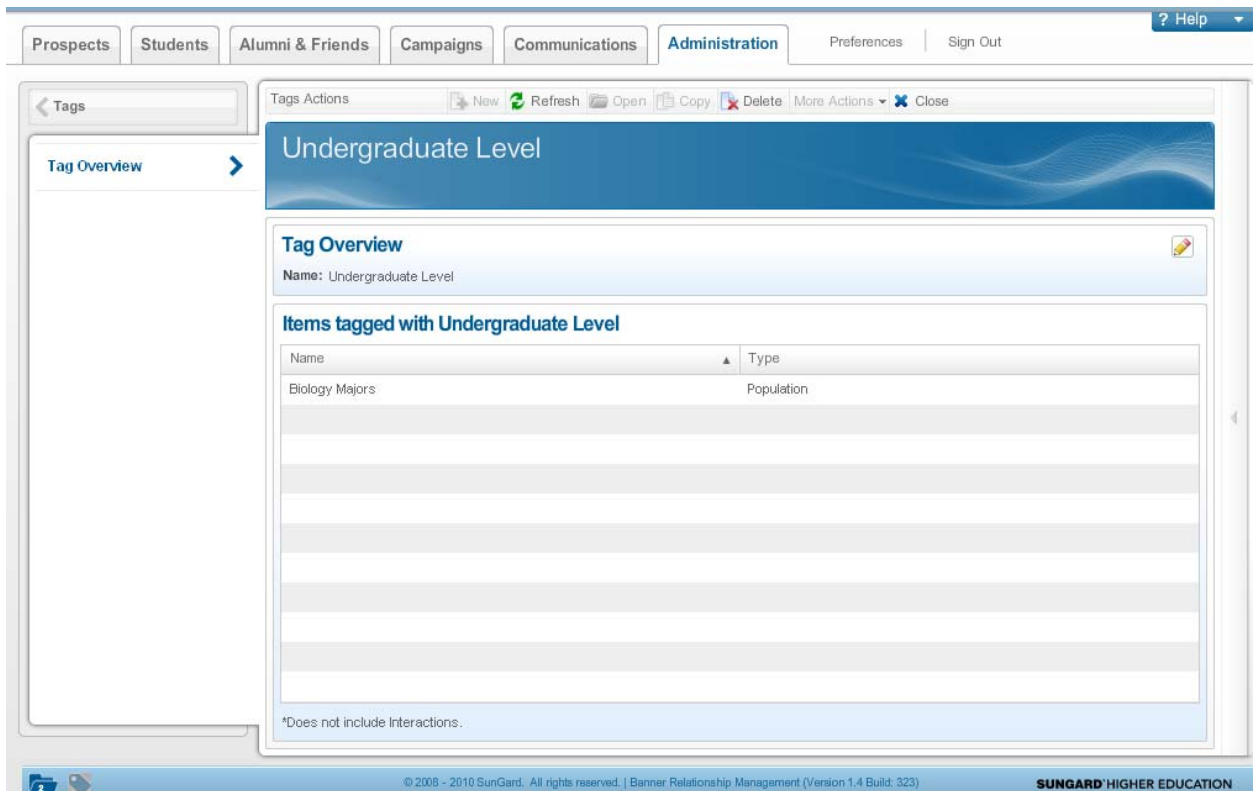 ? Help
Prospects Students Alumni & Friends Campaigns Communications Administration Preferences Sign Out
Tags
Tags Actions New Refresh Open Copy Delete More Actions Close
Tag Overview
Undergraduate Level
Tag Overview
Name: Undergraduate Level
Items tagged with Undergraduate Level
Name Type
Biology Majors Population
*Does not include Interactions.
2 © 2008 - 2010 SunGard. All rights reserved. | Banner Relationship Management (Version 1.4 Build: 323) SUNGARD' HIGHER EDUCATION